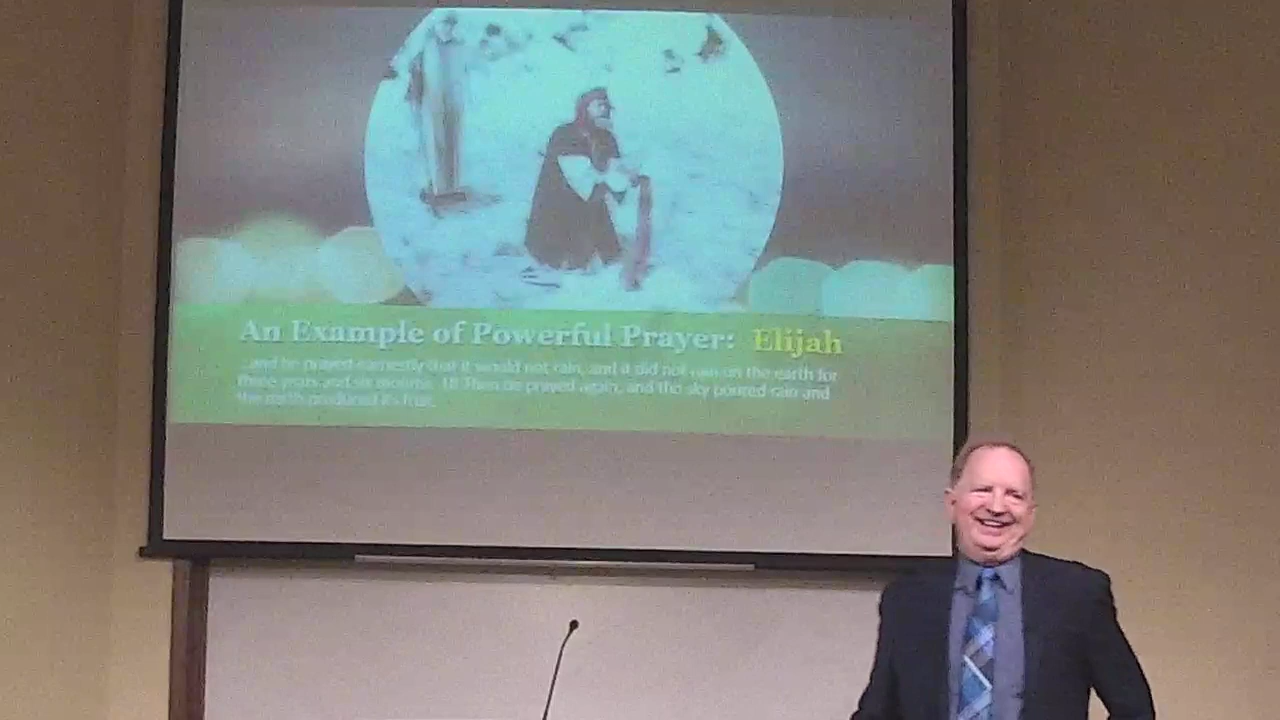 An Example of Powerful Prayer: Elijah
and he prayed earnestly that it would not rain, and it did not rain on the earth for
three years and six months. 18 Then he prayed again, and the sky poured rain and
the earth produced its fruit.